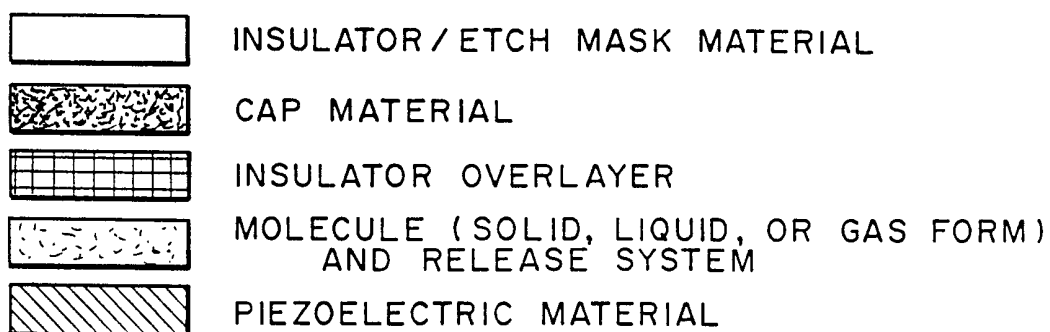 INSULATOR/ETCH MASK MATERIAL
CAP MATERIAL
INSULATOR OVERLAYER
MOLECULE (SOLID, LIQUID, OR GAS FORM)
AND RELEASE SYSTEM
PIEZOELECTRIC MATERIAL